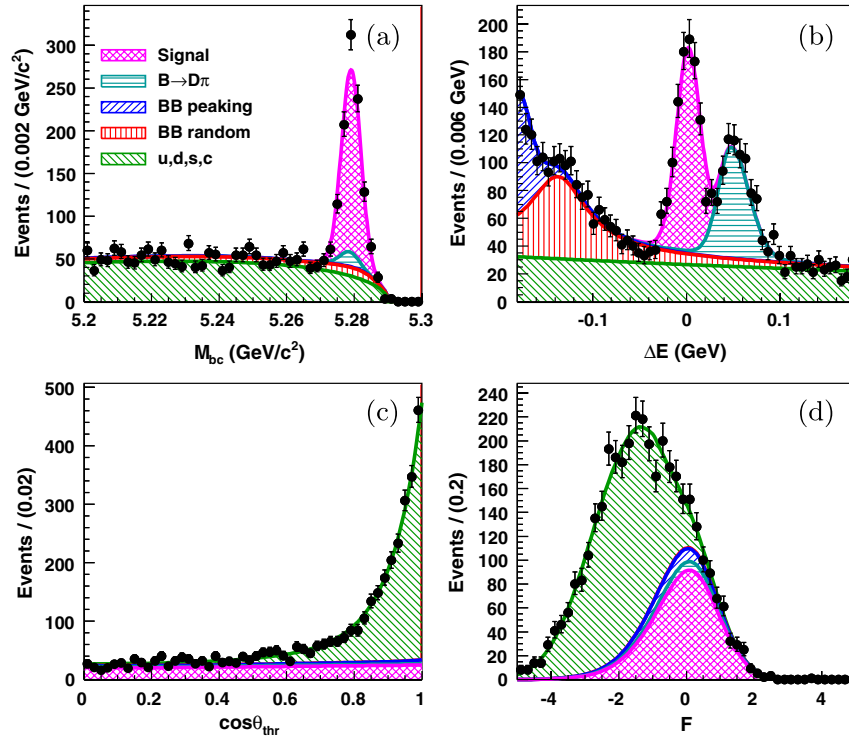 (a)
Events / (0.002 GeV/c²)
300
250
200
150
100
50
0
Signal
B→Dπ
BB peaking
BB random
u,d,s,c
5.2 5.22 5.24 5.26 5.28 5.3
M_bc (GeV/c²)
(b)
Events / (0.006 GeV)
200
180
160
140
120
100
80
60
40
20
0
-0.1 0 0.1
ΔE (GeV)
(c)
Events / (0.02)
500
400
300
200
100
0
0 0.2 0.4 0.6 0.8 1
cosθ_thr
(d)
Events / (0.2)
240
220
200
180
160
140
120
100
80
60
40
20
0
-4 -2 0 2 4
F